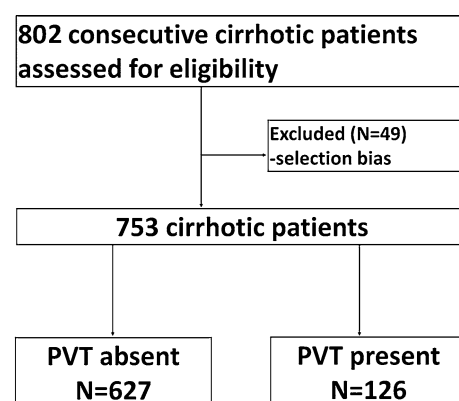 802 consecutive cirrhotic patients
assessed for eligibility
Excluded (N=49)
-selection bias
753 cirrhotic patients
PVT absent
N=627
PVT present
N=126